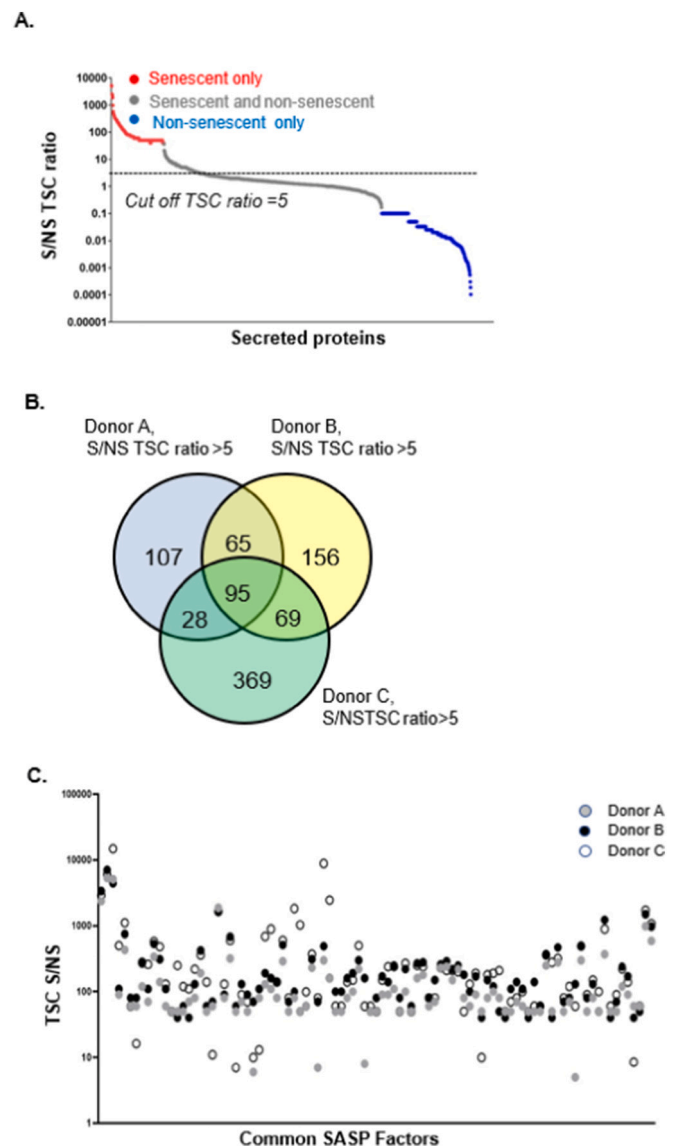 A.
10000
1000
100
10
1
0.1
0.01
0.001
0.0001
0.00001
S/NS TSC ratio
Senescent only
Senescent and non-senescent
Non-senescent only
Cut off TSC ratio =5
Secreted proteins
B.
Donor A,
S/NS TSC ratio >5
Donor B,
S/NS TSC ratio >5
107
65
156
95
28
69
369
Donor C,
S/NSTSC ratio>5
C.
100000
10000
1000
100
10
1
TSC S/NS
Donor A
Donor B
Donor C
Common SASP Factors